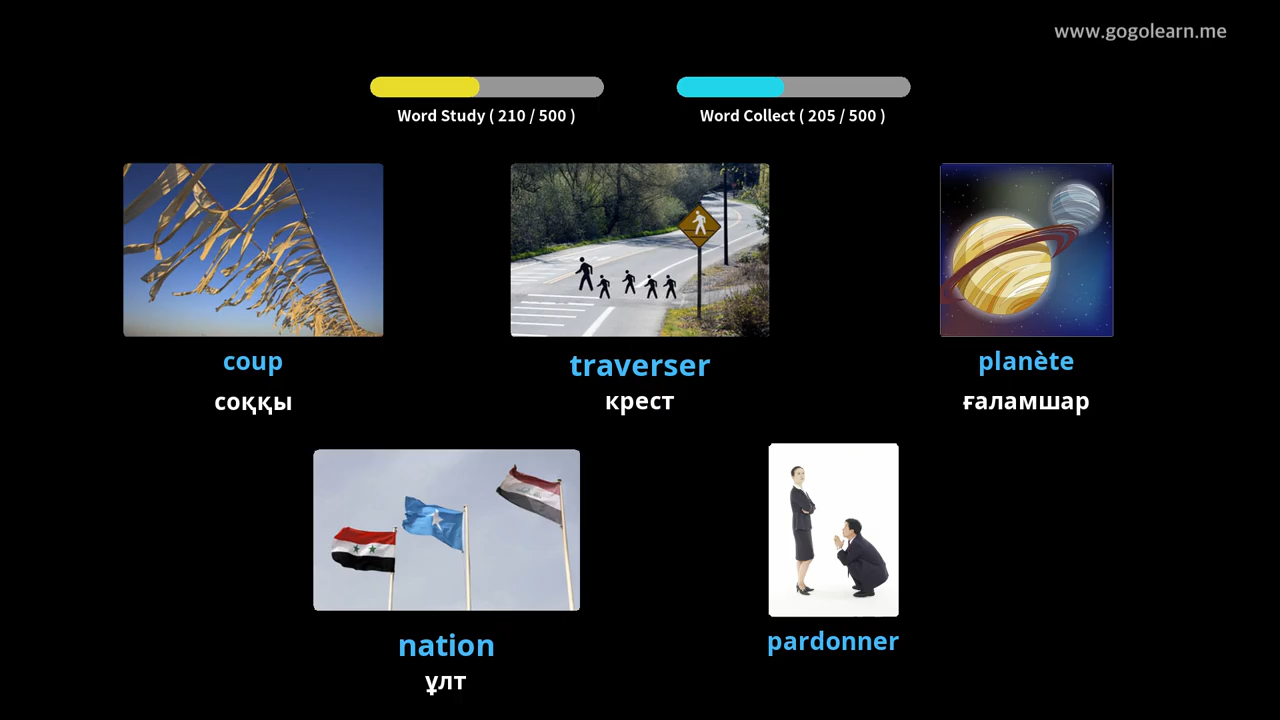 www.gogolearn.me
Word Study ( 210 / 500 )
Word Collect ( 205 / 500 )
coup
соққы
traverser
крест
planète
ғаламшар
nation
ұлт
pardonner